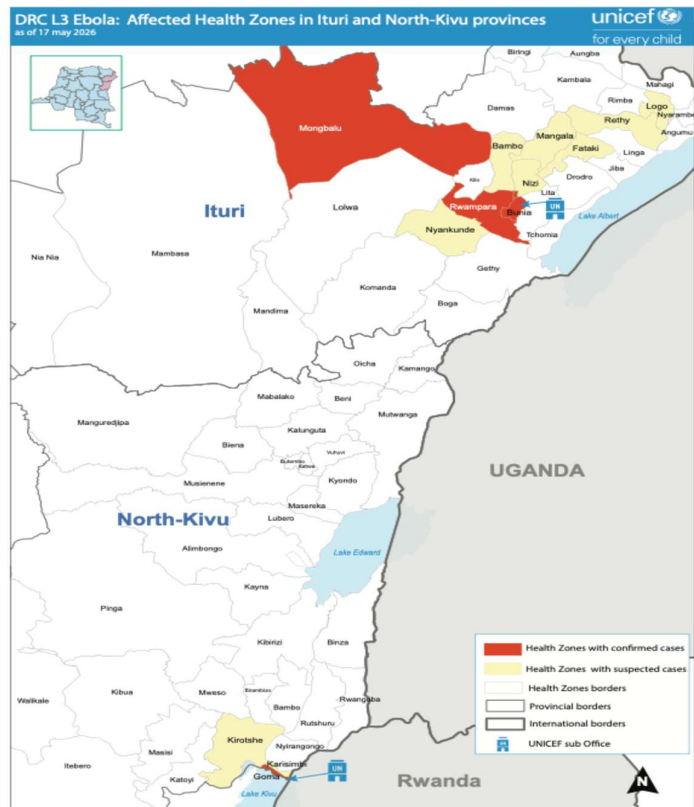 DRC L3 Ebola: Affected Health Zones in Ituri and North-Kivu provinces
as of 17 may 2026
unicef
for every child
Biringi
Aungba
Kambala
Mahagi
Rimba
Logo
Damas
Rethy
Nyarambe
Angumu
Mongbalu
Mangala
Bambo
Fataki
Linga
Jiba
Drodro
Kilo
Nizi
Lita
Rwampara
UN
Bunia
Ituri
Lolwa
Lake Albert
Nyankunde
Tchomia
Nia Nia
Mambasa
Gethy
Komanda
Boga
Mandima
Oicha
Kamango
Mabalako
Beni
Mutwanga
Manguredjipa
Kalunguta
Biena
Vuhovi
Butembo
Katwa
UGANDA
Musienene
Kyondo
Masereka
North-Kivu
Lubero
Alimbongo
Lake Edward
Kayna
Pinga
Kibirizi
Binza
Health Zones with confirmed cases
Health Zones with suspected cases
Health Zones borders
Provincial borders
International borders
UN
UNICEF sub Office
Kibua
Mweso
Rwanguba
Walikale
Bambo
Rutshuru
Kirotshe
Nyirangongo
Masisi
Itebero
Karisimbi
Katoyi
Goma
UN
Lake Kivu
Rwanda
N